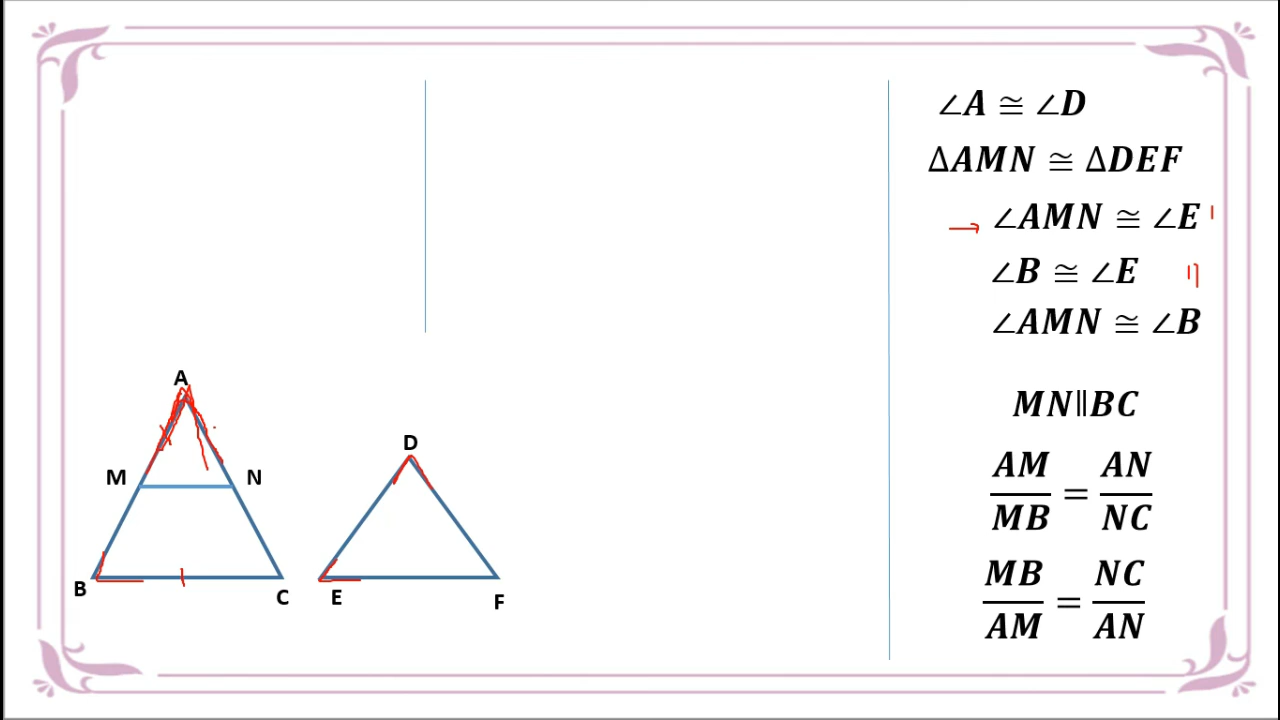 ∠A ≅ ∠D
ΔAMN ≅ ΔDEF
→ ∠AMN ≅ ∠E
∠B ≅ ∠E
∠AMN ≅ ∠B
MN∥BC
AM/MB = AN/NC
MB/AM = NC/AN
A
M N
B C
D
E F